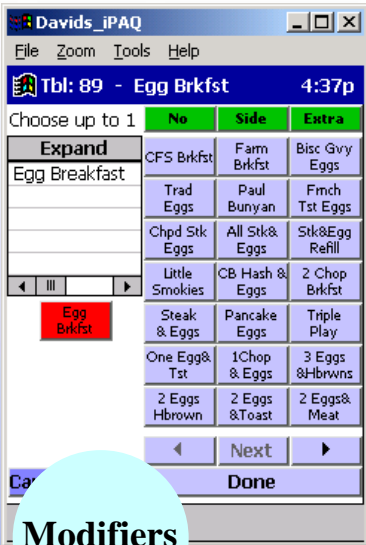 Davids_iPAQ
File Zoom Tools Help
Tbl: 89 - Egg Brkfst 4:37p
Choose up to 1 No Side Extra
Expand
Egg Breakfast
CFS Brkfst
Farm
Brkfst
Bisc Gvy
Eggs
Trad
Eggs
Paul
Bunyan
Frnch
Tst Eggs
Chpd Stk
Eggs
All Stk&
Eggs
Stk&Egg
Refill
Little
Smokies
CB Hash &
Eggs
2 Chop
Brkfst
Egg
Brkfst
Steak
& Eggs
Pancake
Eggs
Triple
Play
One Egg&
Tst
1Chop
& Eggs
3 Eggs
&Hbrwns
2 Eggs
Hbrown
2 Eggs
&Toast
2 Eggs&
Meat
Next
Done
Modifiers